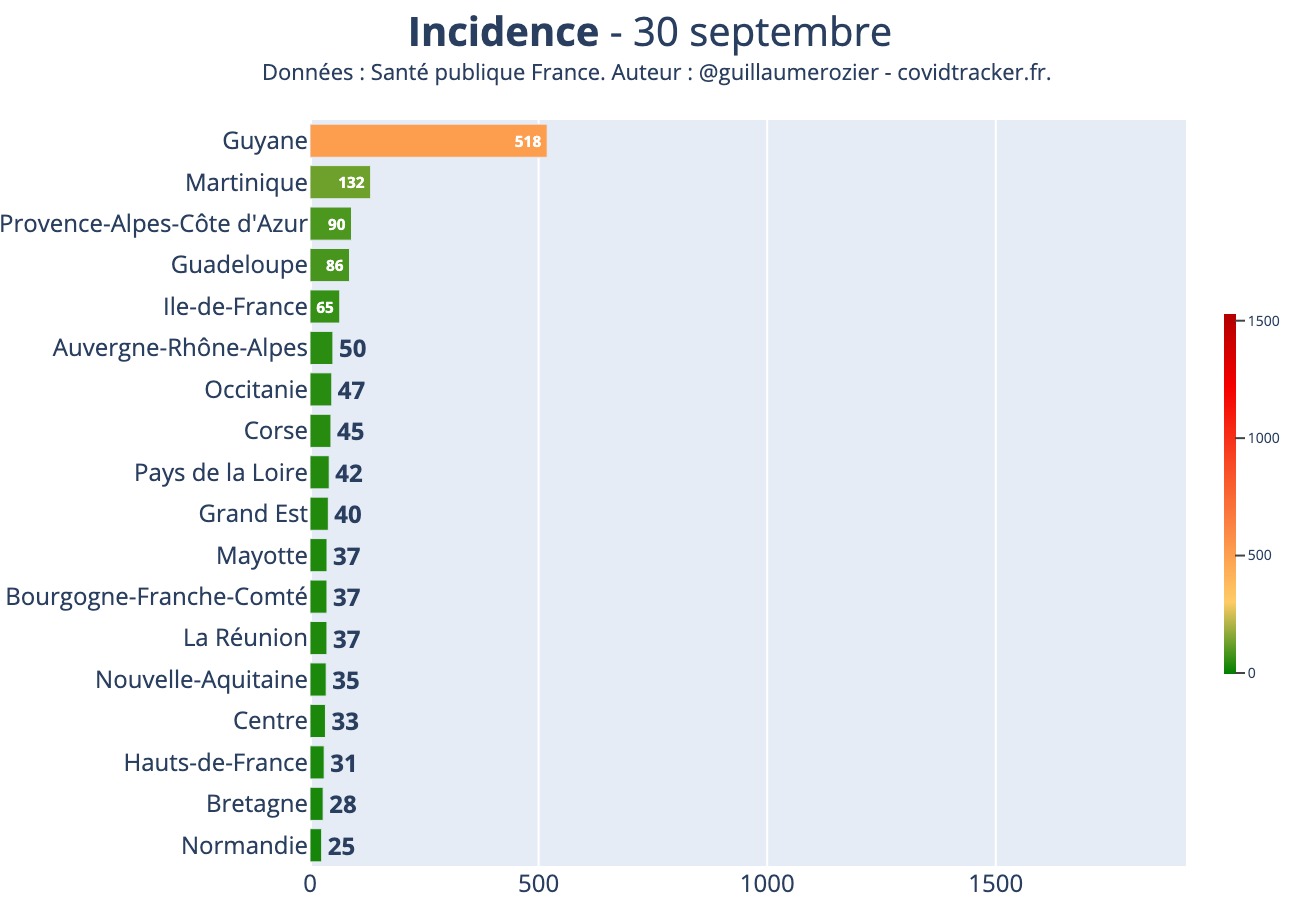 Incidence - 30 septembre
Données : Santé publique France. Auteur : @guillaumerozier - covidtracker.fr.
Guyane 518
Martinique 132
Provence-Alpes-Côte d'Azur 90
Guadeloupe 86
Ile-de-France 65
Auvergne-Rhône-Alpes 50
Occitanie 47
Corse 45
Pays de la Loire 42
Grand Est 40
Mayotte 37
Bourgogne-Franche-Comté 37
La Réunion 37
Nouvelle-Aquitaine 35
Centre 33
Hauts-de-France 31
Bretagne 28
Normandie 25
0 500 1000 1500
1500
1000
500
0